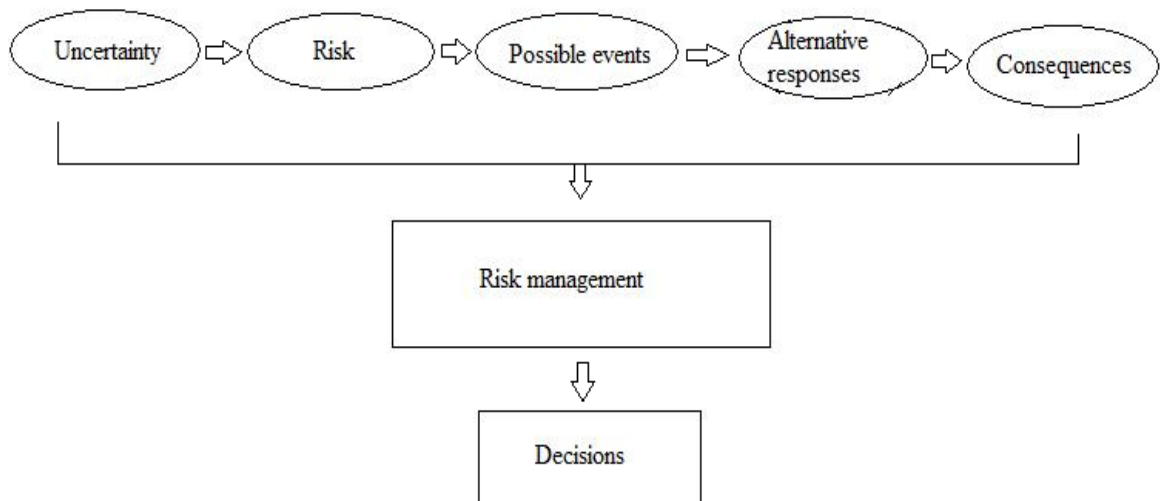 Uncertainty
Risk
Possible events
Alternative
responses
Consequences
Risk management
Decisions